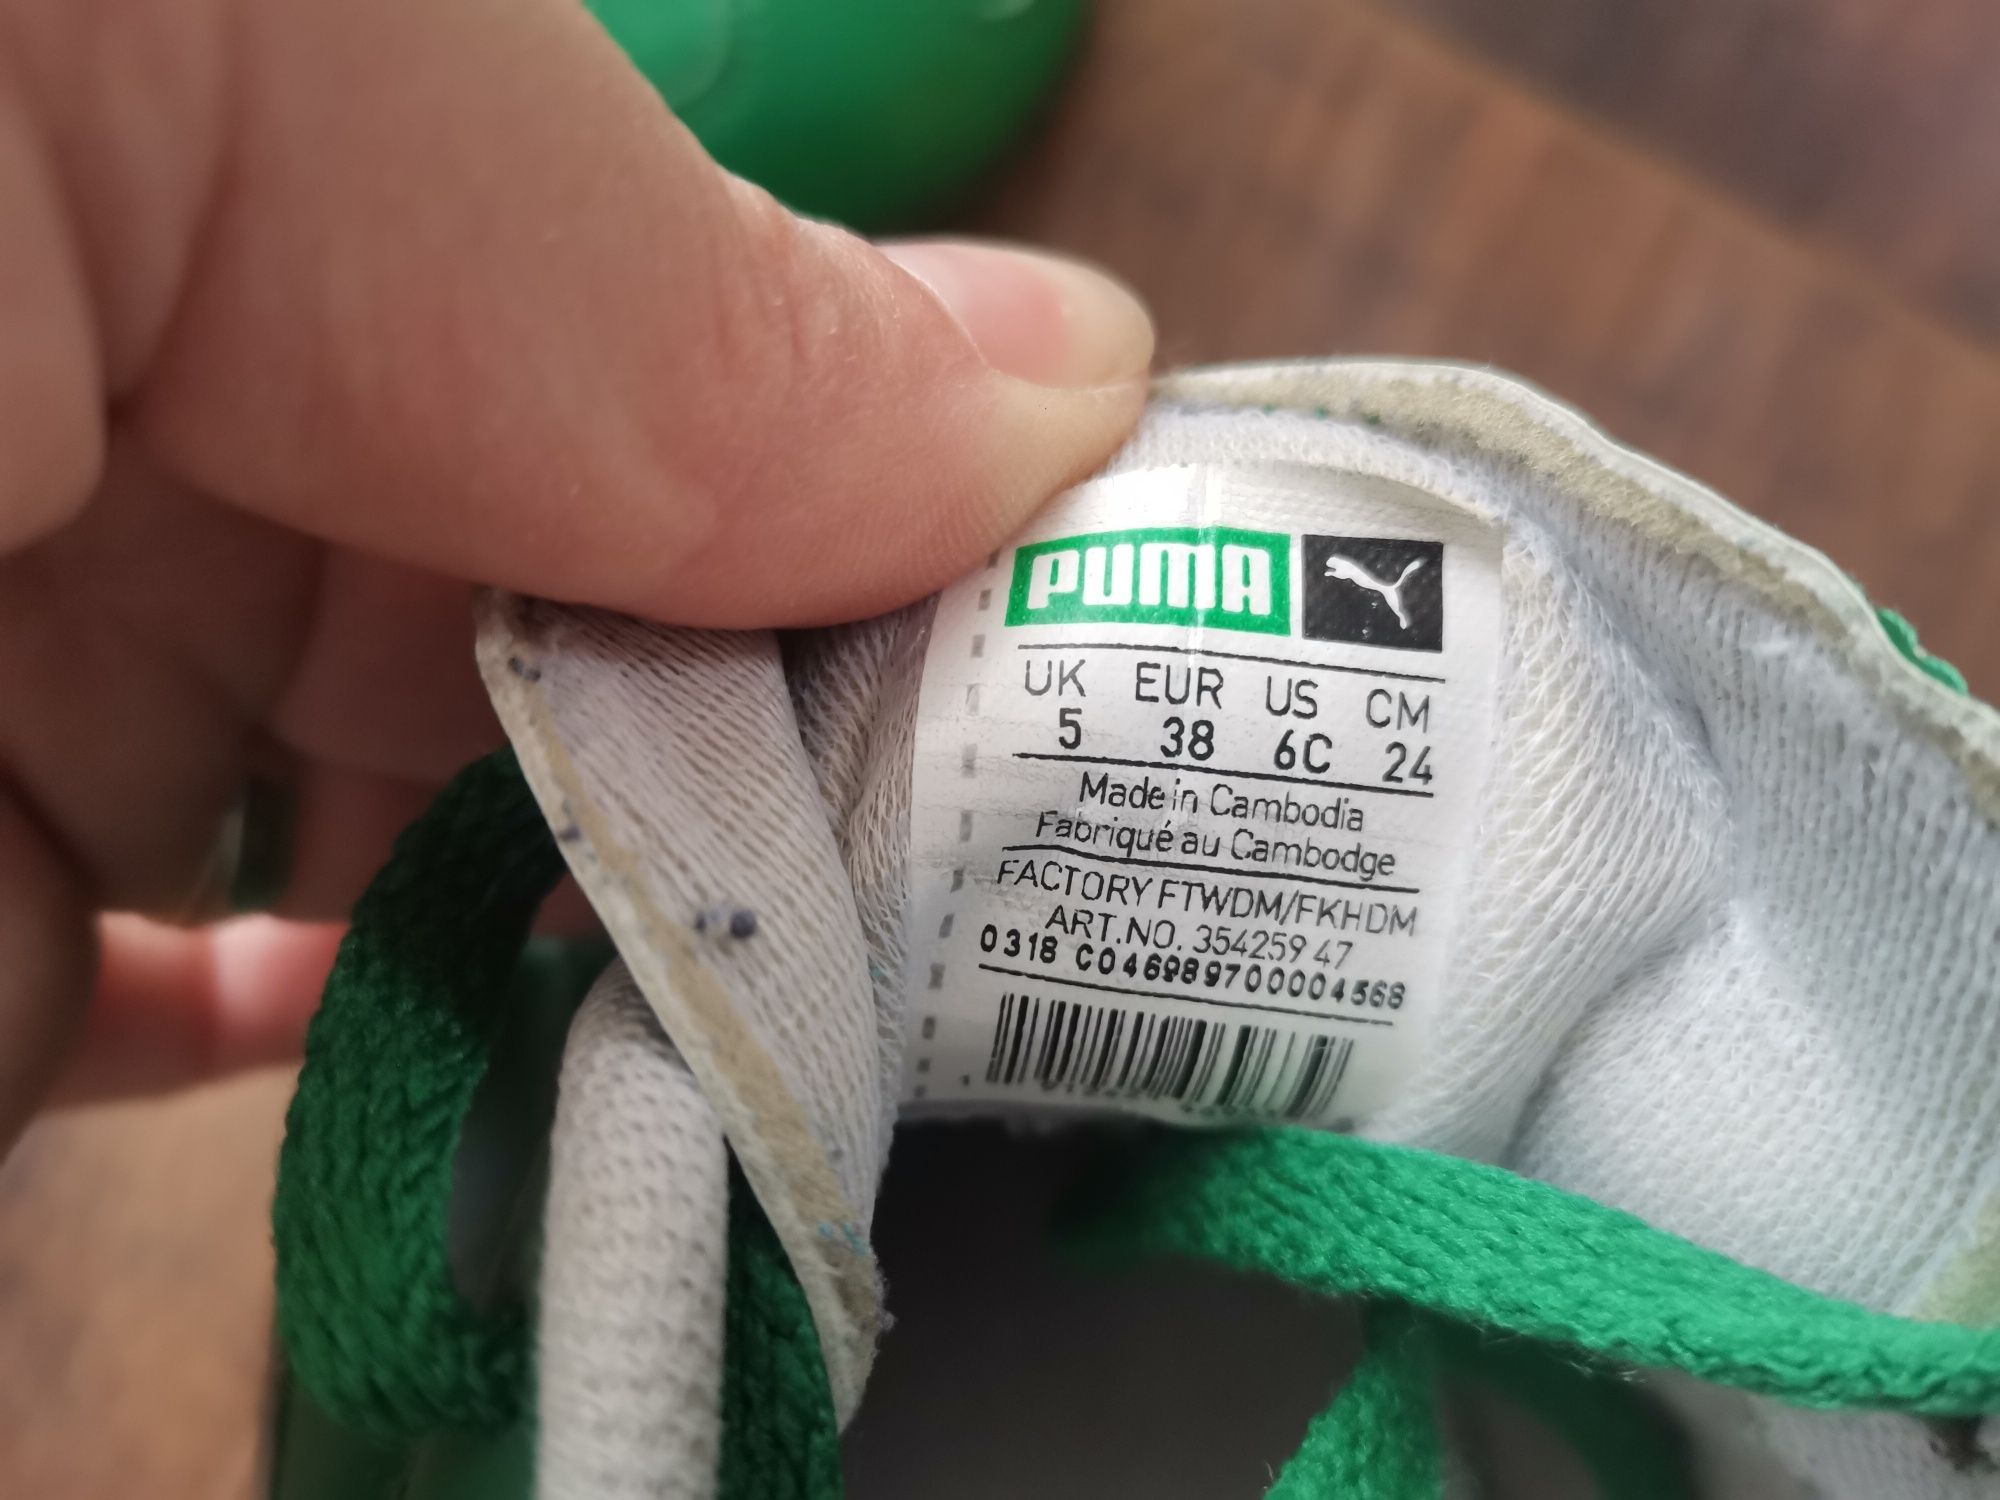 PUMA
UK EUR US CM
5 38 6C 24
Made in Cambodia
Fabriqué au Cambodge
FACTORY FTWDM/FKHDM
ART.NO. 354259 47
0318 C046989700004568